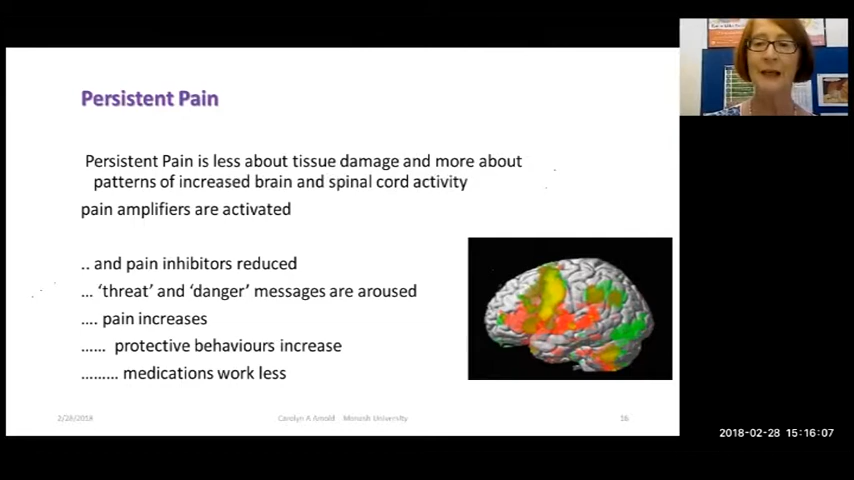 Persistent Pain
Persistent Pain is less about tissue damage and more about
patterns of increased brain and spinal cord activity
pain amplifiers are activated
.. and pain inhibitors reduced
... ‘threat’ and ‘danger’ messages are aroused
.... pain increases
...... protective behaviours increase
......... medications work less
2/28/2018
Carolyn A Arnold Monash University
16
2018-02-28 15:16:07